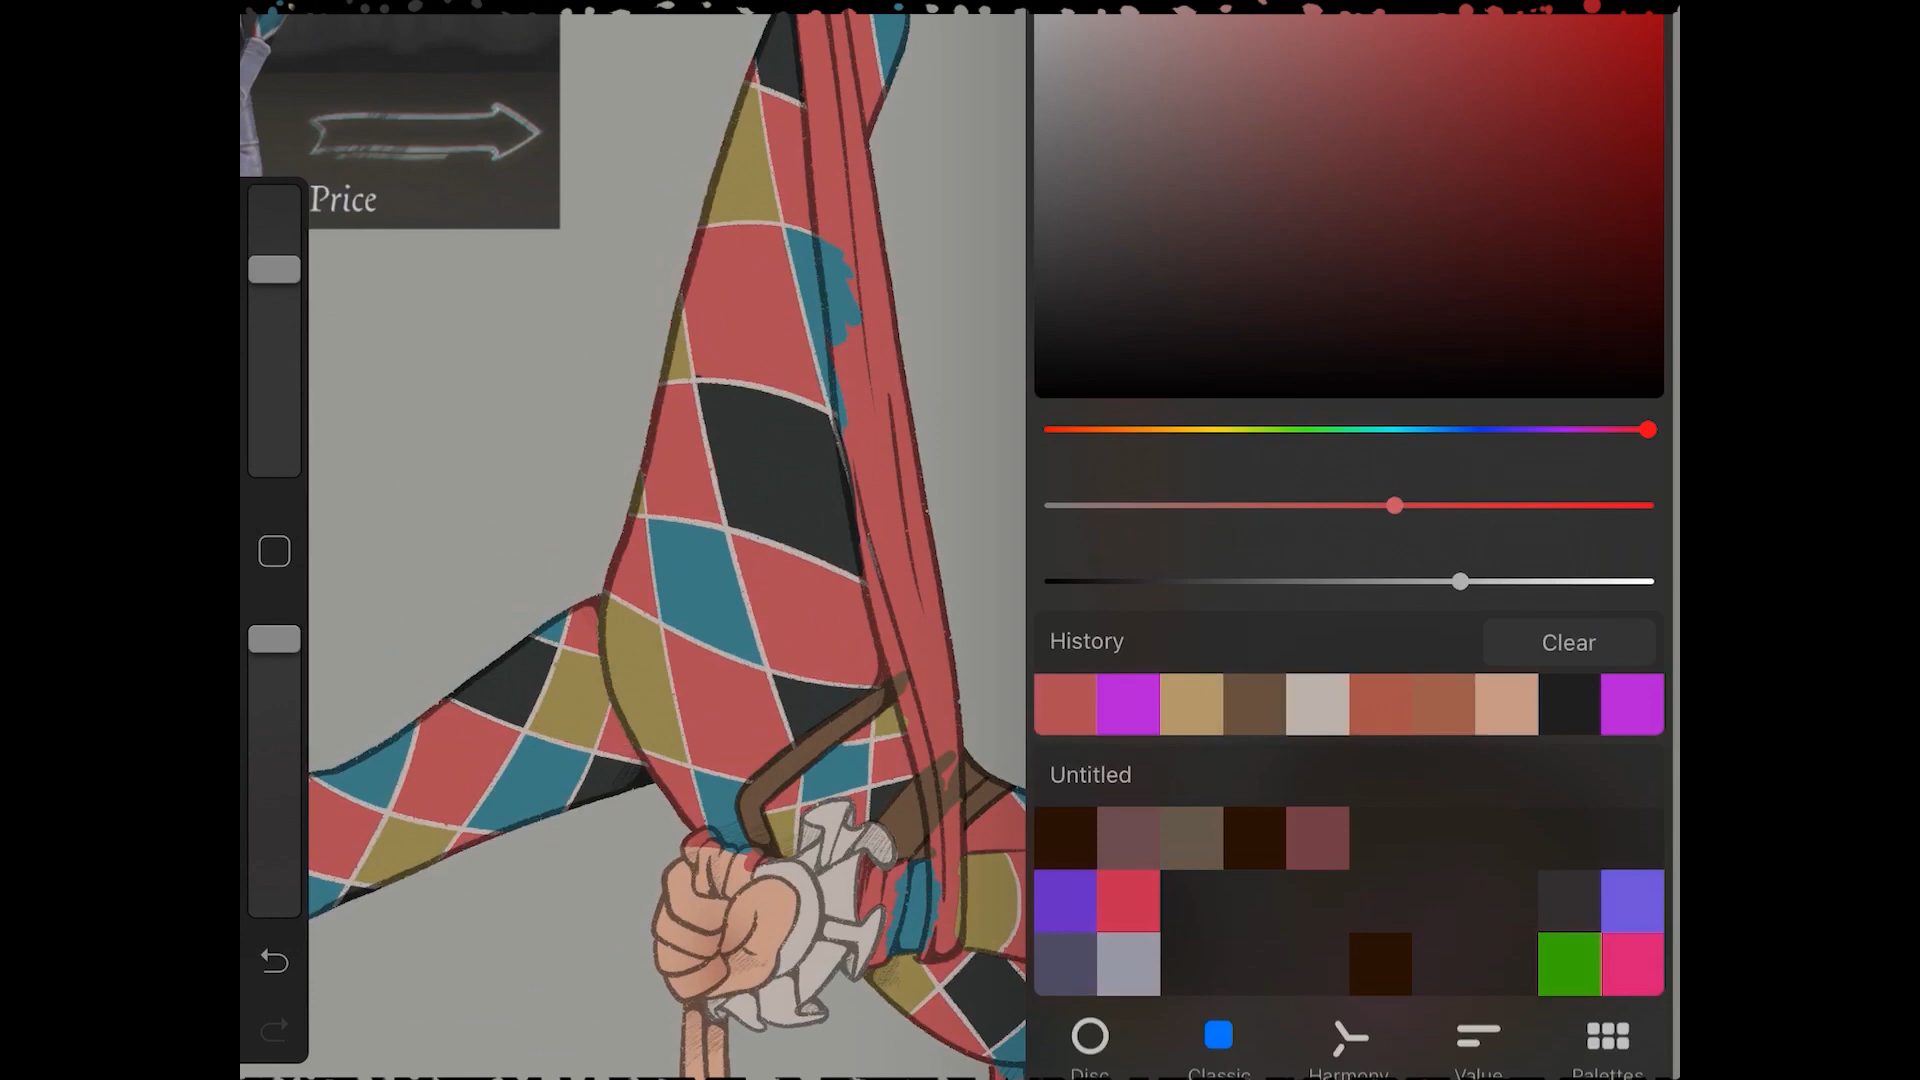 Price
History
Clear
Untitled
Disc
Classic
Harmony
Value
Palettes